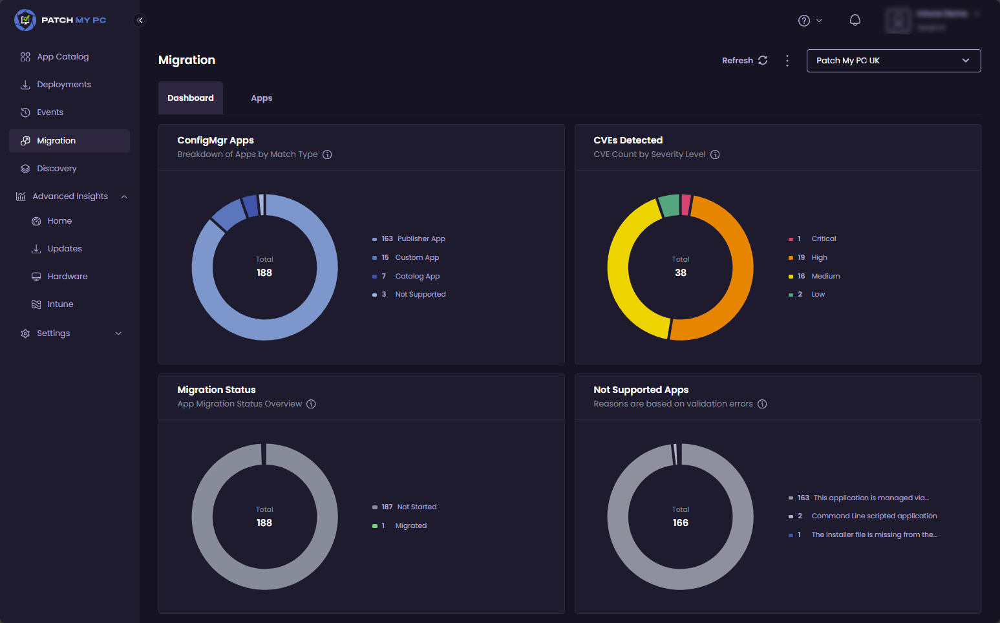 PATCH MY PC
App Catalog
Deployments
Events
Migration
Discovery
Advanced Insights
Home
Updates
Hardware
Intune
Settings
Migration
Refresh
Patch My PC UK
Dashboard
Apps
ConfigMgr Apps
Breakdown of Apps by Match Type
Total
188
163 Publisher App
15 Custom App
7 Catalog App
3 Not Supported
CVEs Detected
CVE Count by Severity Level
Total
38
1 Critical
19 High
16 Medium
2 Low
Migration Status
App Migration Status Overview
Total
188
187 Not Started
1 Migrated
Not Supported Apps
Reasons are based on validation errors
Total
166
163 This application is managed via...
2 Command Line scripted application
1 The installer file is missing from the...